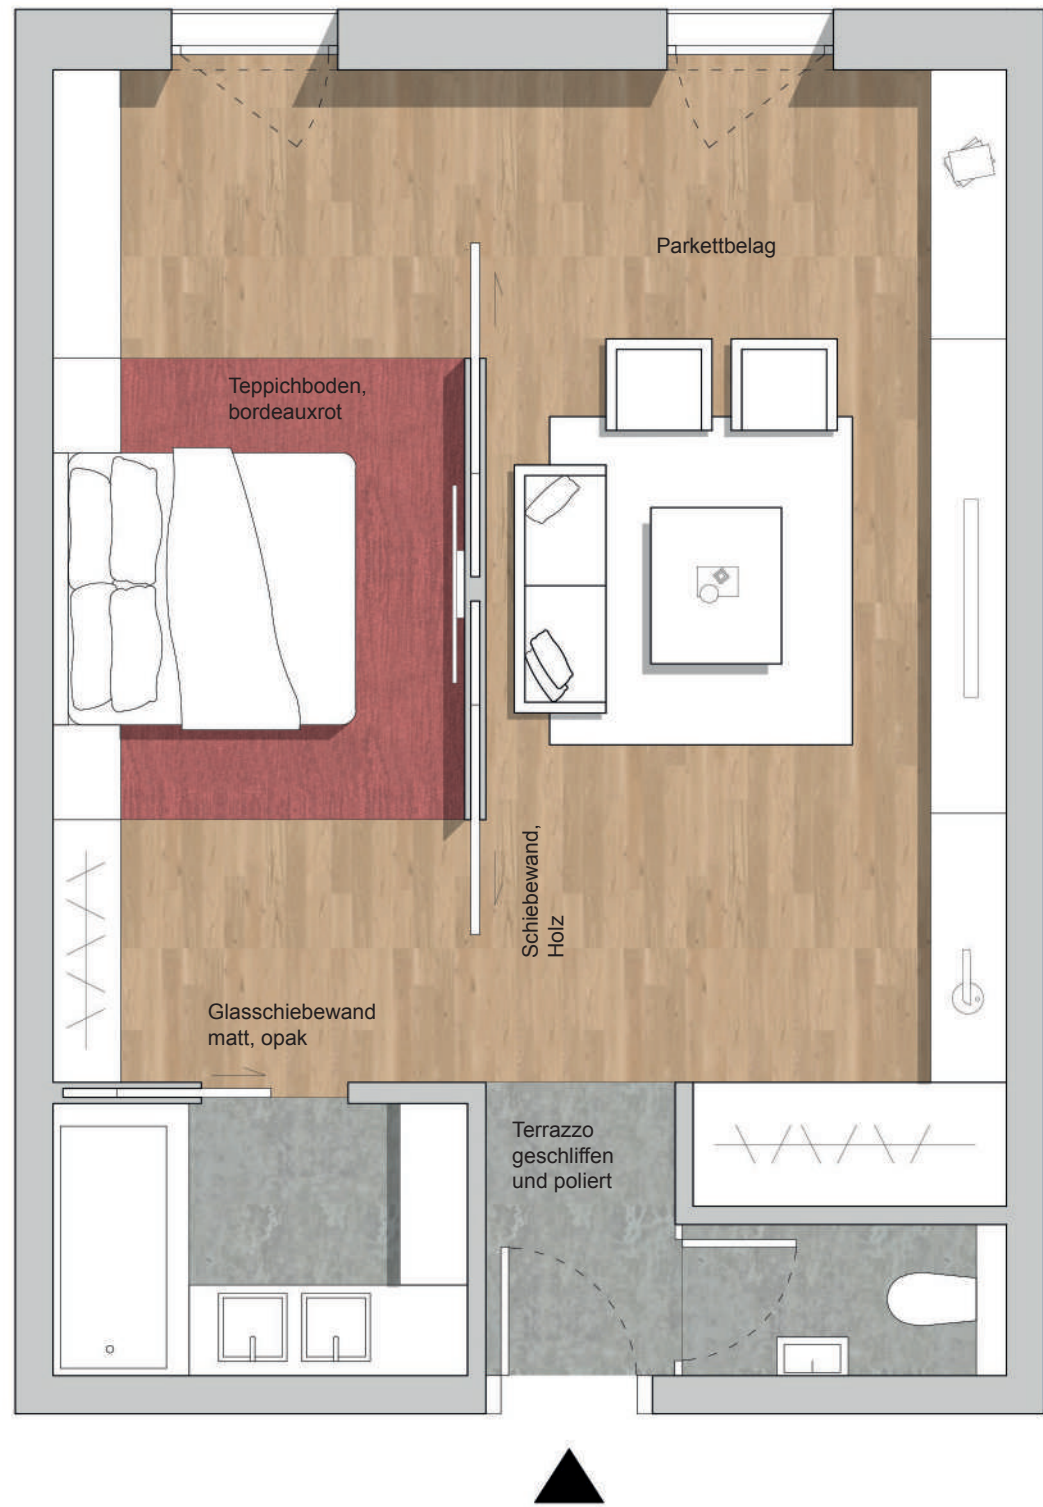 Parkettbelag
Teppichboden,
bordeauxrot
Schiebewand,
Holz
Glasschiebewand
matt, opak
Terrazzo
geschliffen
und poliert